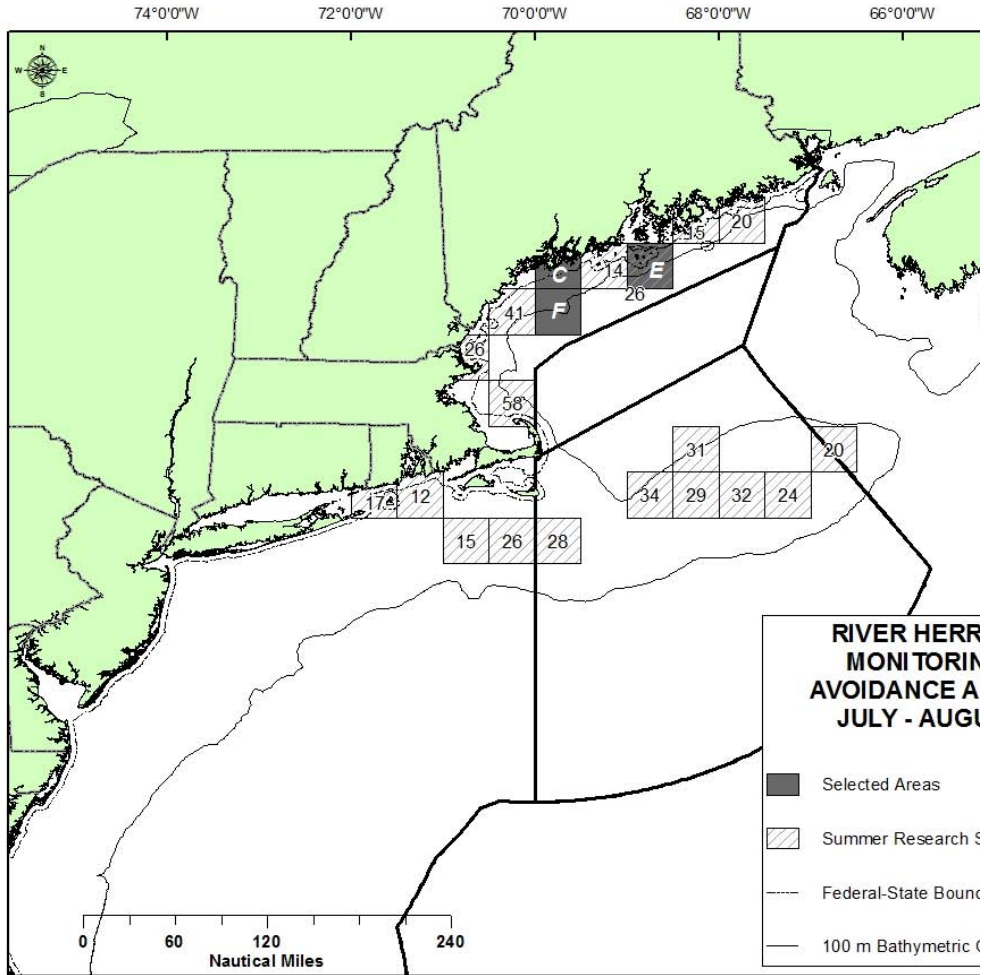 74°0'0"W 72°0'0"W 70°0'0"W 68°0'0"W 66°0'0"W
N
W E
S
20
15
C
14
E
26
F
41
26
58
31
20
34 29 32 24
12
15 26 28
RIVER HERR
MONITORIN
AVOIDANCE A
JULY - AUGU
Selected Areas
Summer Research S
Federal-State Bound
100 m Bathymetric
0 60 120 240
Nautical Miles